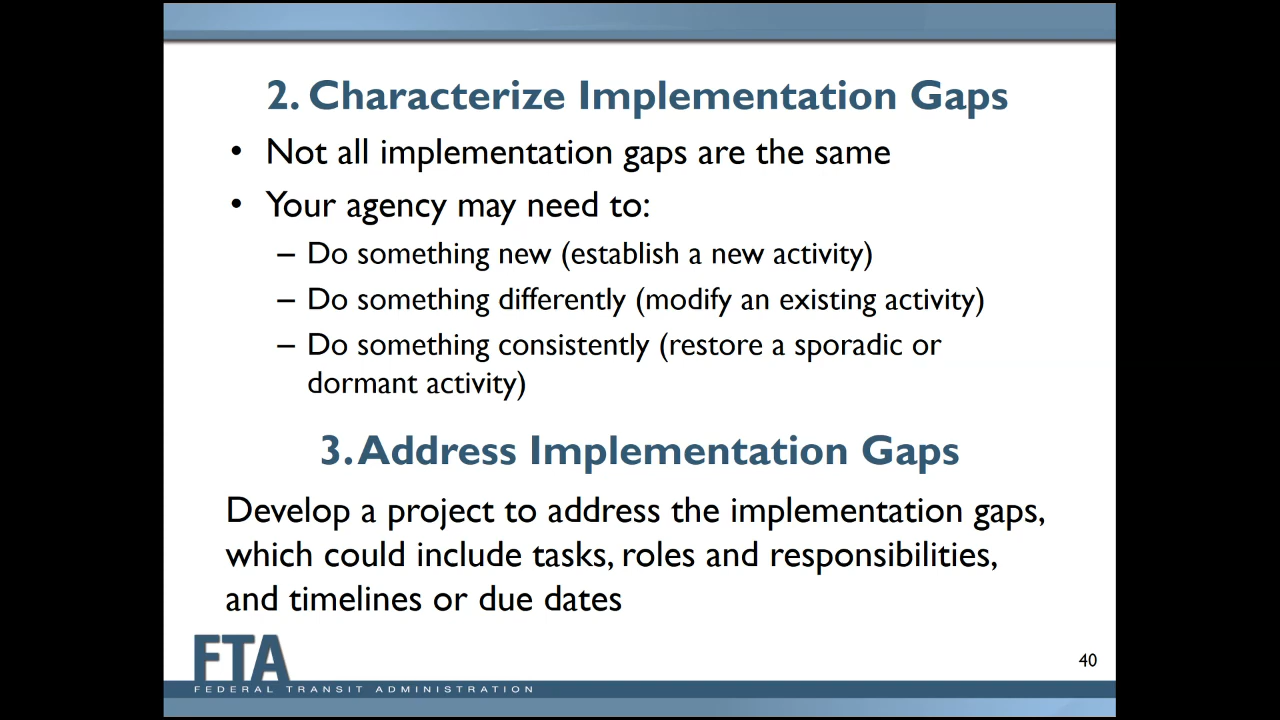 2. Characterize Implementation Gaps
• Not all implementation gaps are the same
• Your agency may need to:
– Do something new (establish a new activity)
– Do something differently (modify an existing activity)
– Do something consistently (restore a sporadic or
dormant activity)
3. Address Implementation Gaps
Develop a project to address the implementation gaps,
which could include tasks, roles and responsibilities,
and timelines or due dates
FTA
FEDERAL TRANSIT ADMINISTRATION
40